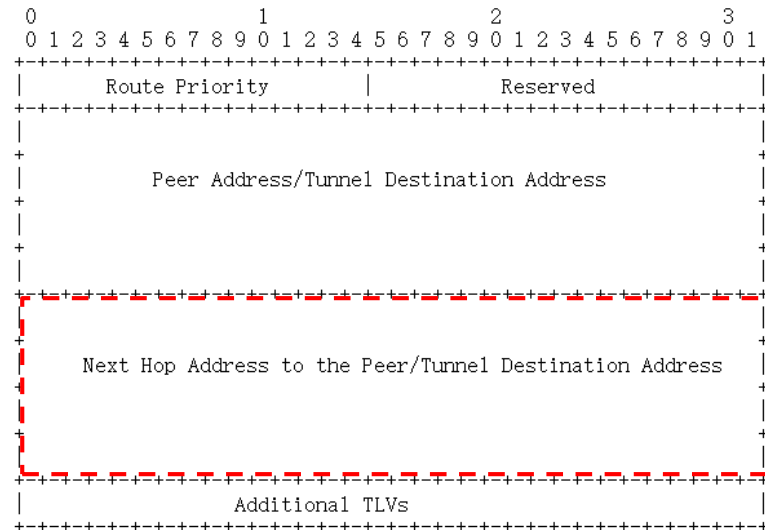 0 1 2 3
0 1 2 3 4 5 6 7 8 9 0 1 2 3 4 5 6 7 8 9 0 1 2 3 4 5 6 7 8 9 0 1
+-+-+-+-+-+-+-+-+-+-+-+-+-+-+-+-+-+-+-+-+-+-+-+-+-+-+-+-+-+-+-+-+
| Route Priority | Reserved |
+-+-+-+-+-+-+-+-+-+-+-+-+-+-+-+-+-+-+-+-+-+-+-+-+-+-+-+-+-+-+-+-+
| |
+ +
| Peer Address/Tunnel Destination Address |
+ +
| |
+ +
| |
+-+-+-+-+-+-+-+-+-+-+-+-+-+-+-+-+-+-+-+-+-+-+-+-+-+-+-+-+-+-+-+-+
| |
+ +
| Next Hop Address to the Peer/Tunnel Destination Address |
+ +
| |
+ +
| |
+-+-+-+-+-+-+-+-+-+-+-+-+-+-+-+-+-+-+-+-+-+-+-+-+-+-+-+-+-+-+-+-+
| Additional TLVs |
+-+-+-+-+-+-+-+-+-+-+-+-+-+-+-+-+-+-+-+-+-+-+-+-+-+-+-+-+-+-+-+-+